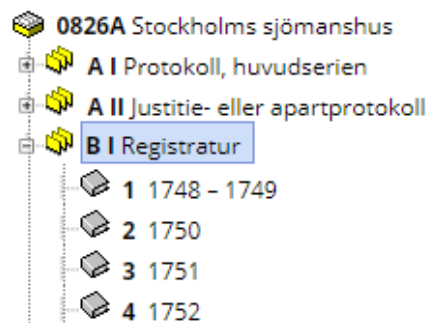 0826A Stockholms sjömanshus
A I Protokoll, huvudserien
A II Justitie- eller apartprotokoll
B I Registratur
1 1748 – 1749
2 1750
3 1751
4 1752